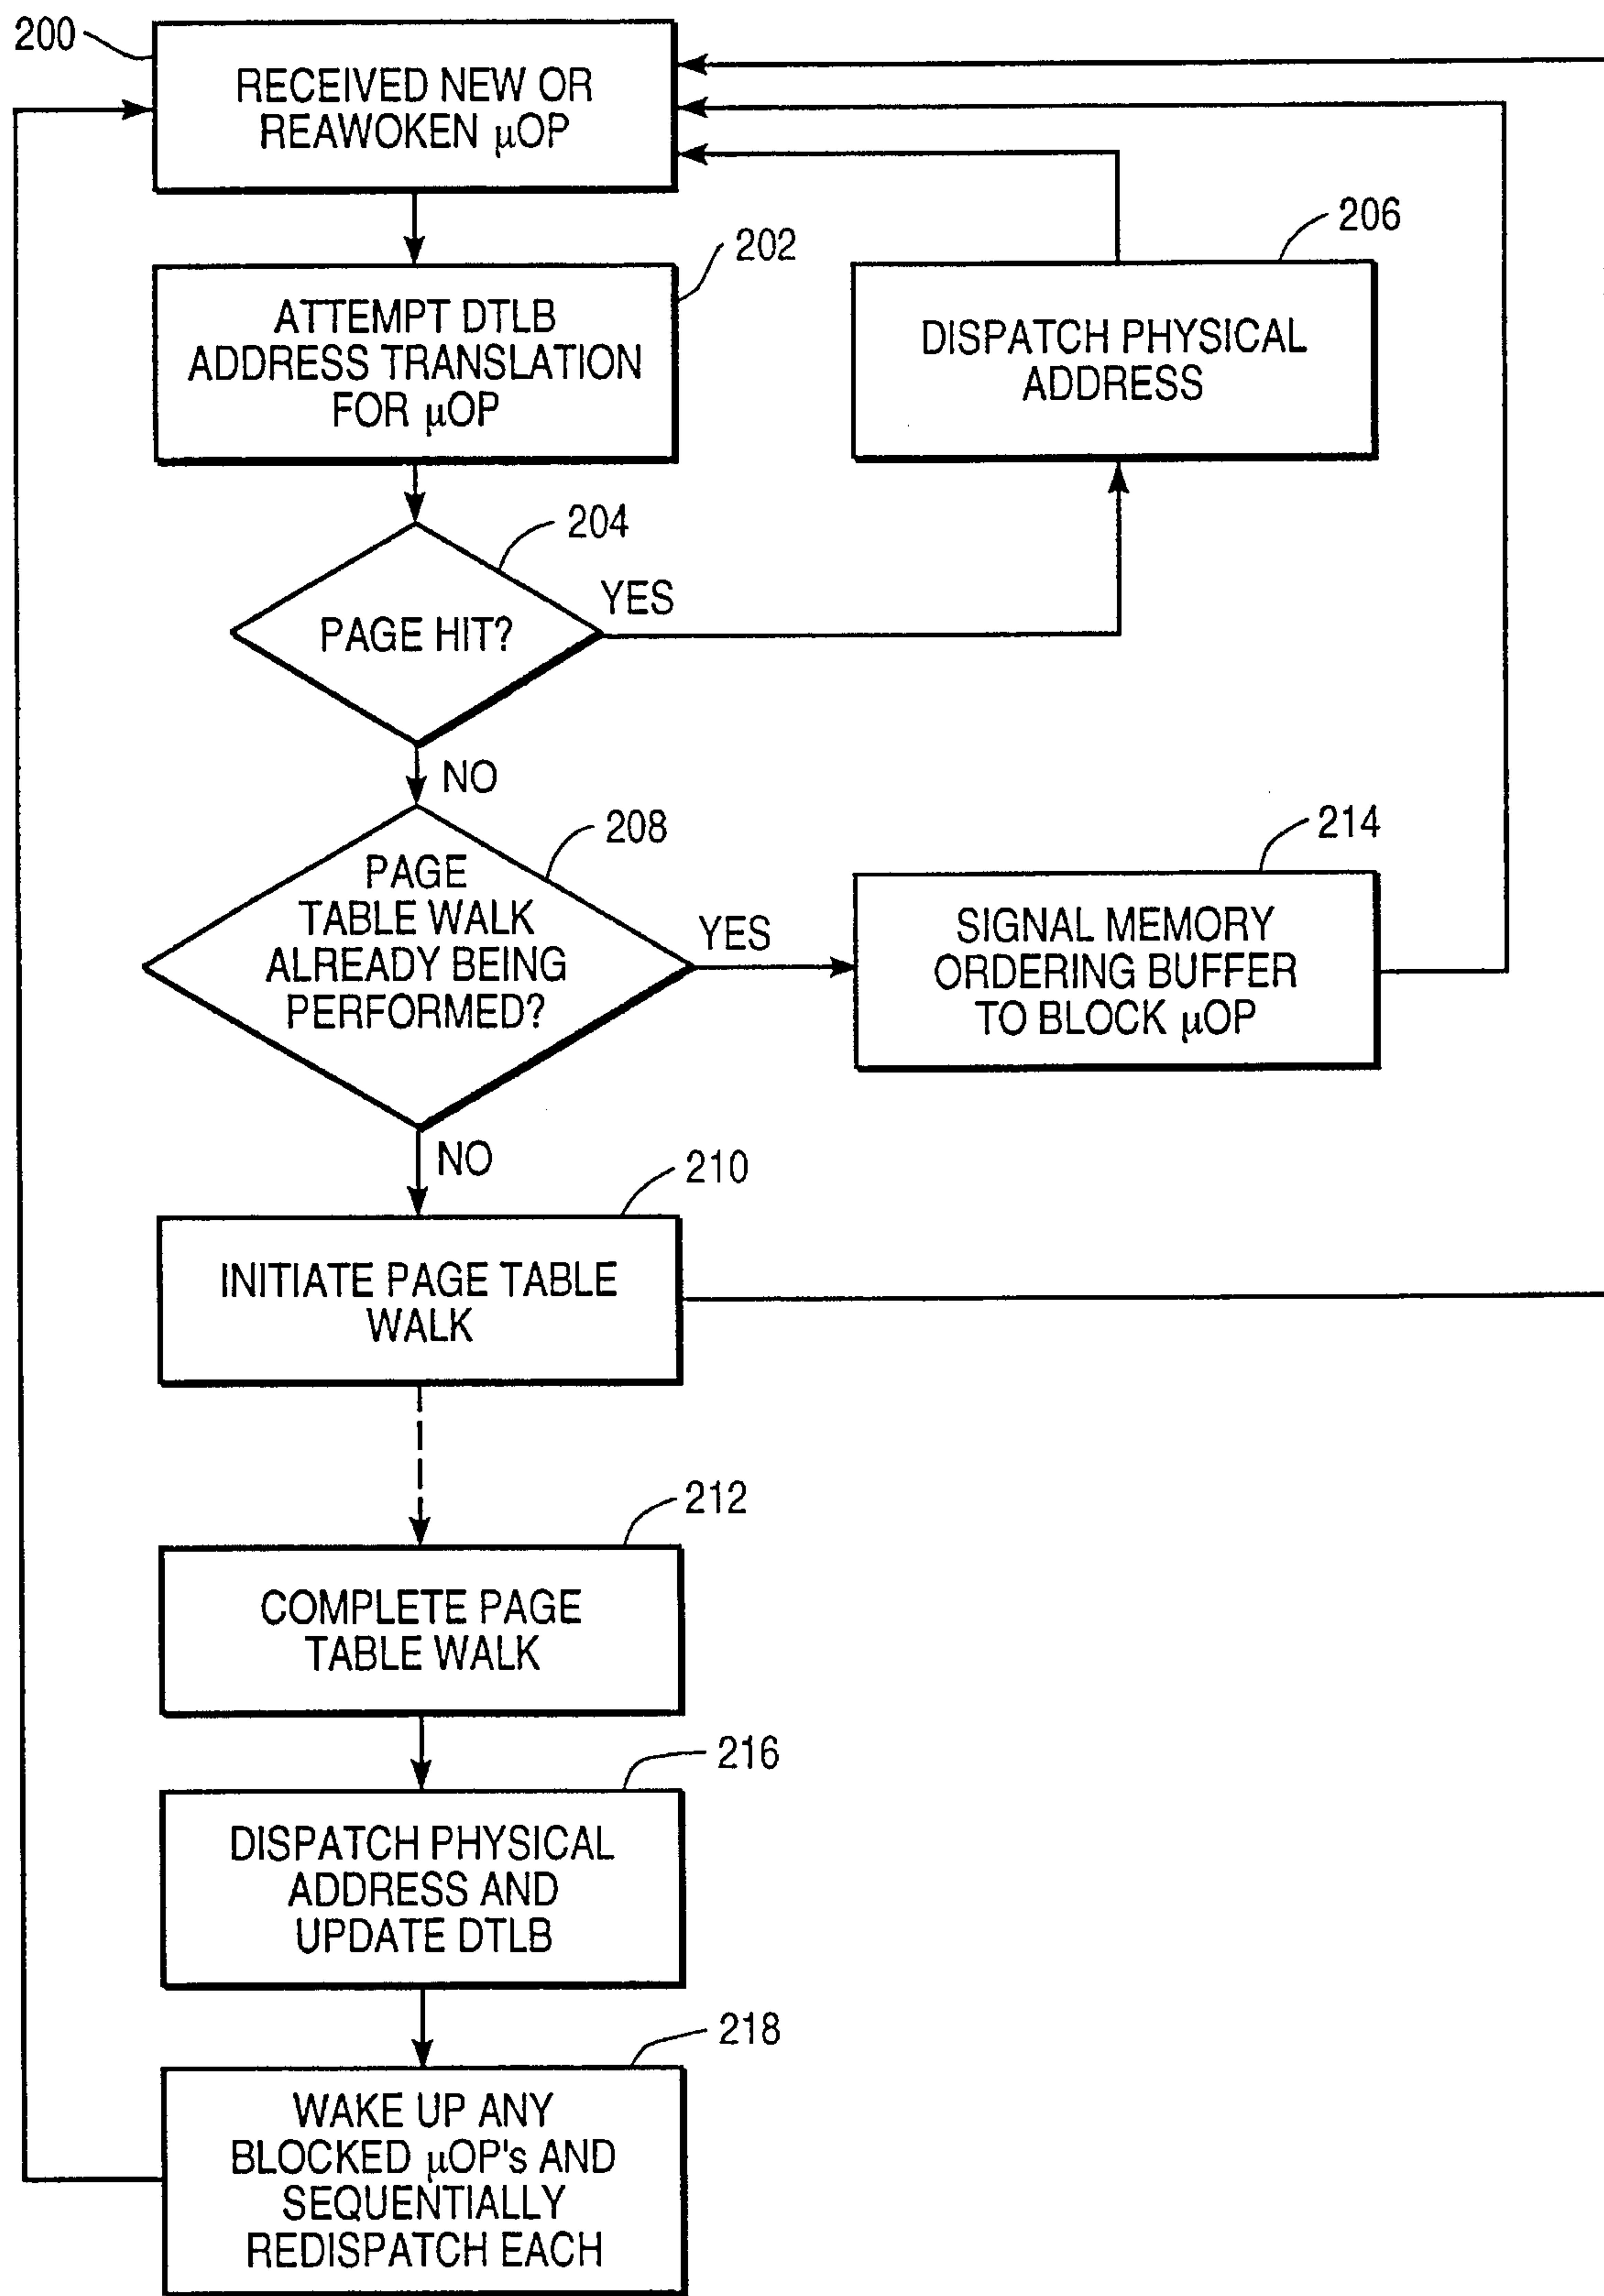 200
RECEIVED NEW OR
REAWOKEN μOP
202
ATTEMPT DTLB
ADDRESS TRANSLATION
FOR μOP
206
DISPATCH PHYSICAL
ADDRESS
204
PAGE HIT?
YES
NO
208
PAGE
TABLE WALK
ALREADY BEING
PERFORMED?
YES
214
SIGNAL MEMORY
ORDERING BUFFER
TO BLOCK μOP
NO
210
INITIATE PAGE TABLE
WALK
212
COMPLETE PAGE
TABLE WALK
216
DISPATCH PHYSICAL
ADDRESS AND
UPDATE DTLB
218
WAKE UP ANY
BLOCKED μOP's AND
SEQUENTIALLY
REDISPATCH EACH